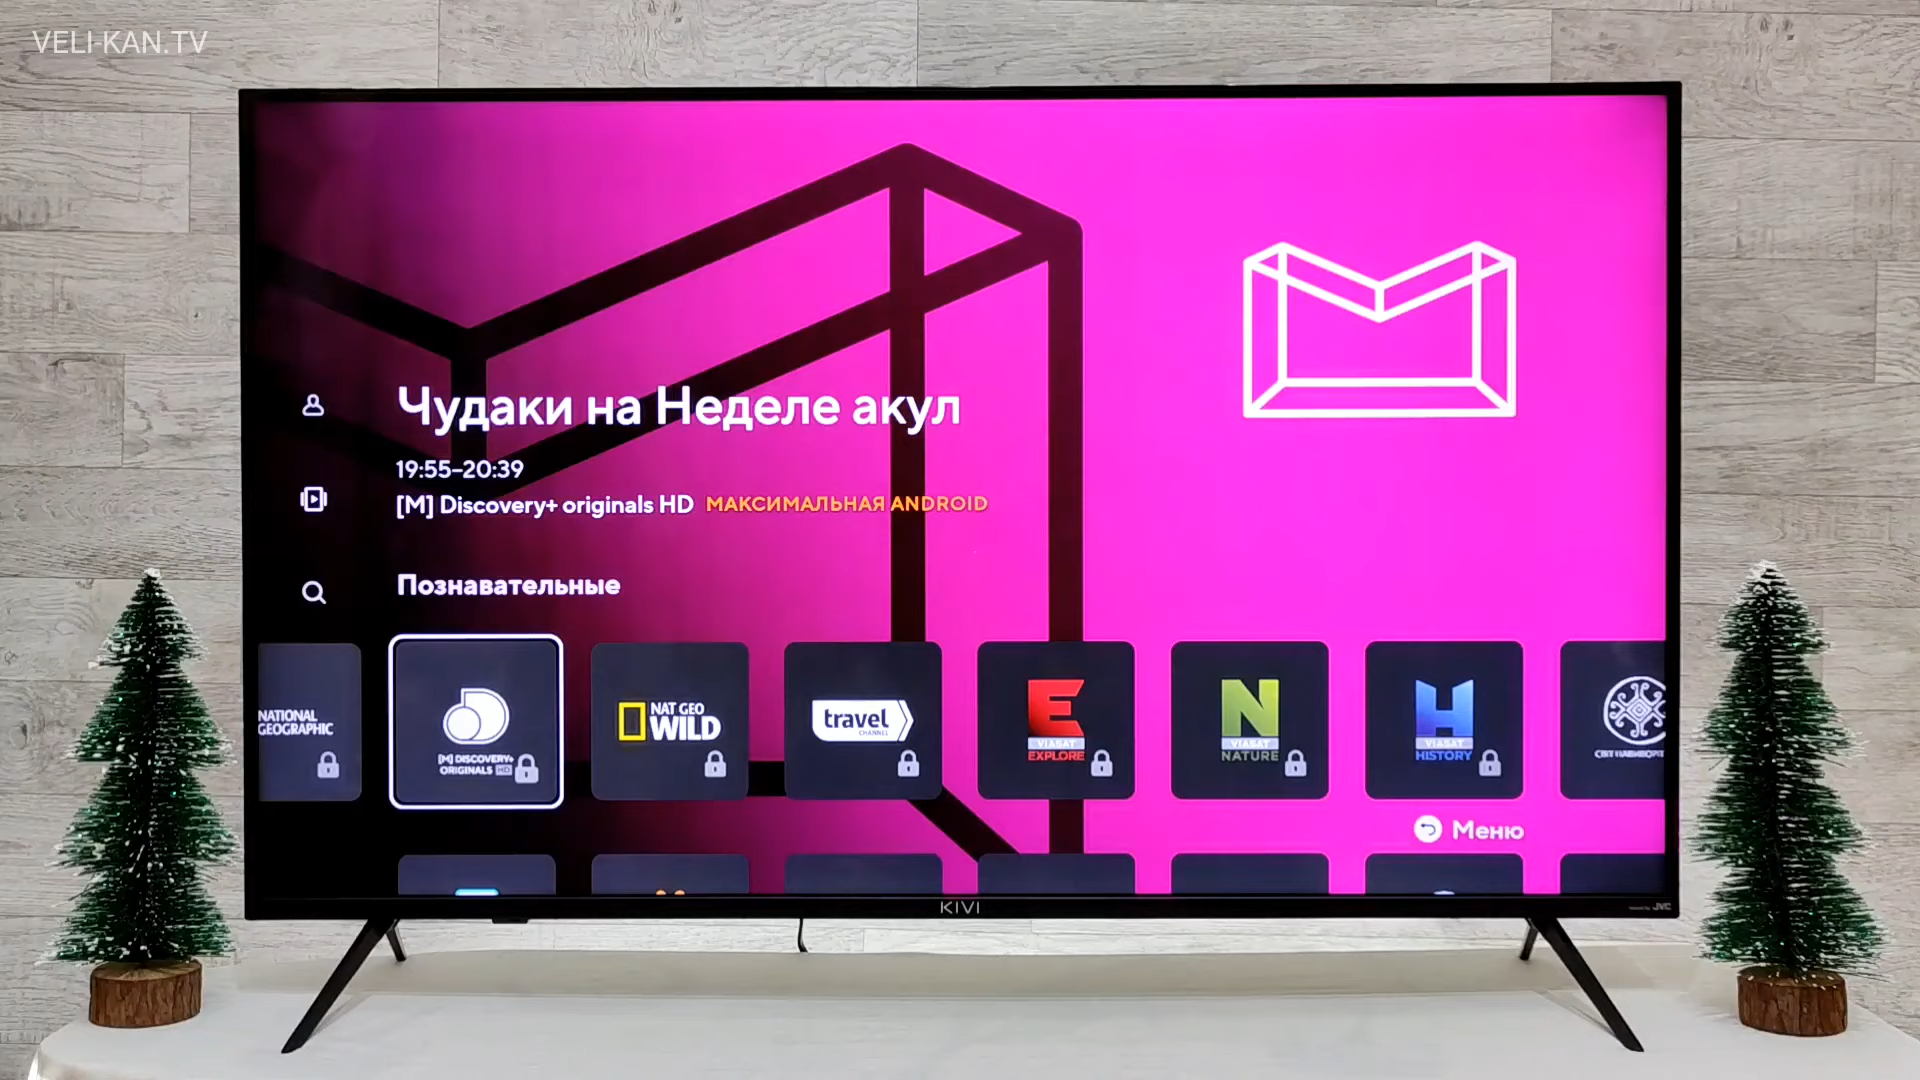 VELI-KAN.TV
Чудаки на Неделе акул
19:55–20:39
[M] Discovery+ originals HD МАКСИМАЛЬНАЯ ANDROID
Познавательные
NATIONAL
GEOGRAPHIC
[M] DISCOVERY+
ORIGINALS HD
NAT GEO
WILD
travel
CHANNEL
E
VIASAT
EXPLORE
N
VIASAT
NATURE
H
VIASAT
HISTORY
Меню
KIVI
JVC